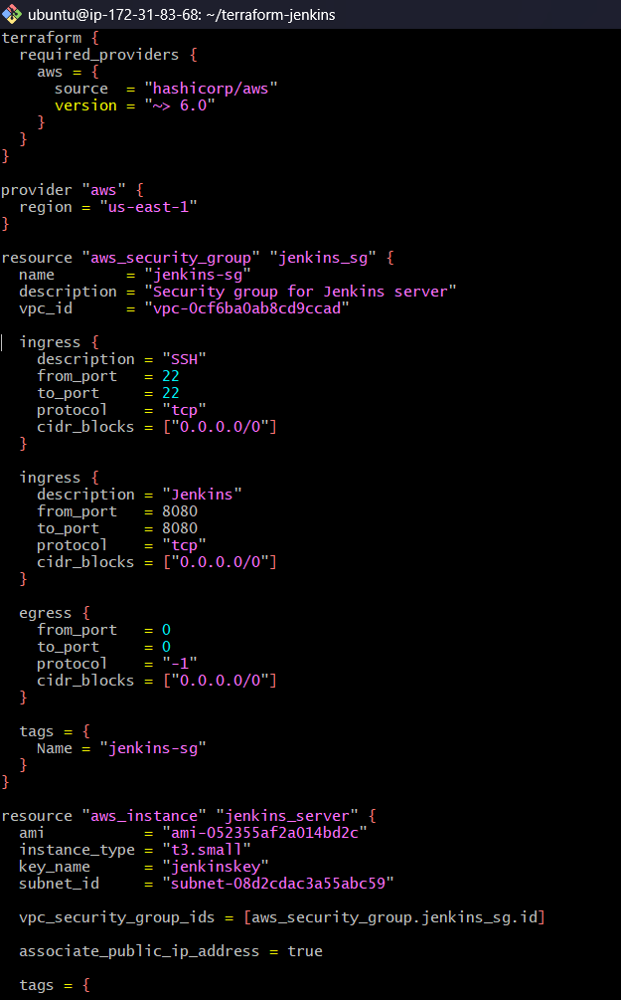 ubuntu@ip-172-31-83-68: ~/terraform-jenkins
terraform {
  required_providers {
    aws = {
      source  = "hashicorp/aws"
      version = "~> 6.0"
    }
  }
}

provider "aws" {
  region = "us-east-1"
}

resource "aws_security_group" "jenkins_sg" {
  name        = "jenkins-sg"
  description = "Security group for Jenkins server"
  vpc_id      = "vpc-0cf6ba0ab8cd9ccad"

  ingress {
    description = "SSH"
    from_port   = 22
    to_port     = 22
    protocol    = "tcp"
    cidr_blocks = ["0.0.0.0/0"]
  }

  ingress {
    description = "Jenkins"
    from_port   = 8080
    to_port     = 8080
    protocol    = "tcp"
    cidr_blocks = ["0.0.0.0/0"]
  }

  egress {
    from_port   = 0
    to_port     = 0
    protocol    = "-1"
    cidr_blocks = ["0.0.0.0/0"]
  }

  tags = {
    Name = "jenkins-sg"
  }
}

resource "aws_instance" "jenkins_server" {
  ami           = "ami-052355af2a014bd2c"
  instance_type = "t3.small"
  key_name      = "jenkinskey"
  subnet_id     = "subnet-08d2cdac3a55abc59"

  vpc_security_group_ids = [aws_security_group.jenkins_sg.id]

  associate_public_ip_address = true

  tags = {